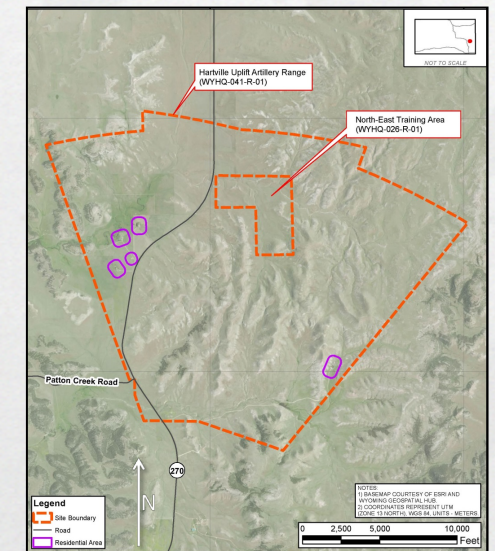 NOT TO SCALE
Hartville Uplift Artillery Range
(WYHQ-041-R-01)
North-East Training Area
(WYHQ-026-R-01)
Patton Creek Road
270
N
Legend
Site Boundary
Road
Residential Area
NOTES
1) BASEMAP COURTESY OF ESRI AND
WYOMING GEOSPATIAL HUB.
2) COORDINATES REPRESENT UTM
(ZONE 13 NORTH), WGS 84, UNITS - METERS.
0 2,500 5,000 10,000
Feet